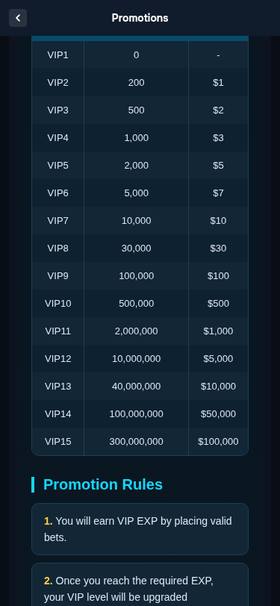 Promotions
VIP1 0 -
VIP2 200 $1
VIP3 500 $2
VIP4 1,000 $3
VIP5 2,000 $5
VIP6 5,000 $7
VIP7 10,000 $10
VIP8 30,000 $30
VIP9 100,000 $100
VIP10 500,000 $500
VIP11 2,000,000 $1,000
VIP12 10,000,000 $5,000
VIP13 40,000,000 $10,000
VIP14 100,000,000 $50,000
VIP15 300,000,000 $100,000
Promotion Rules
1. You will earn VIP EXP by placing valid
bets.
2. Once you reach the required EXP,
your VIP level will be upgraded